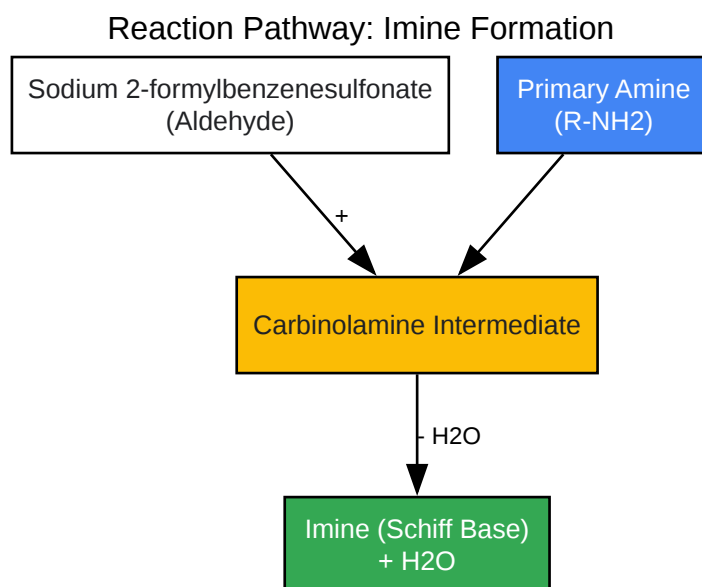 Reaction Pathway: Imine Formation
Sodium 2-formylbenzenesulfonate
(Aldehyde)
Primary Amine
(R-NH2)
+
Carbinolamine Intermediate
- H2O
Imine (Schiff Base)
+ H2O